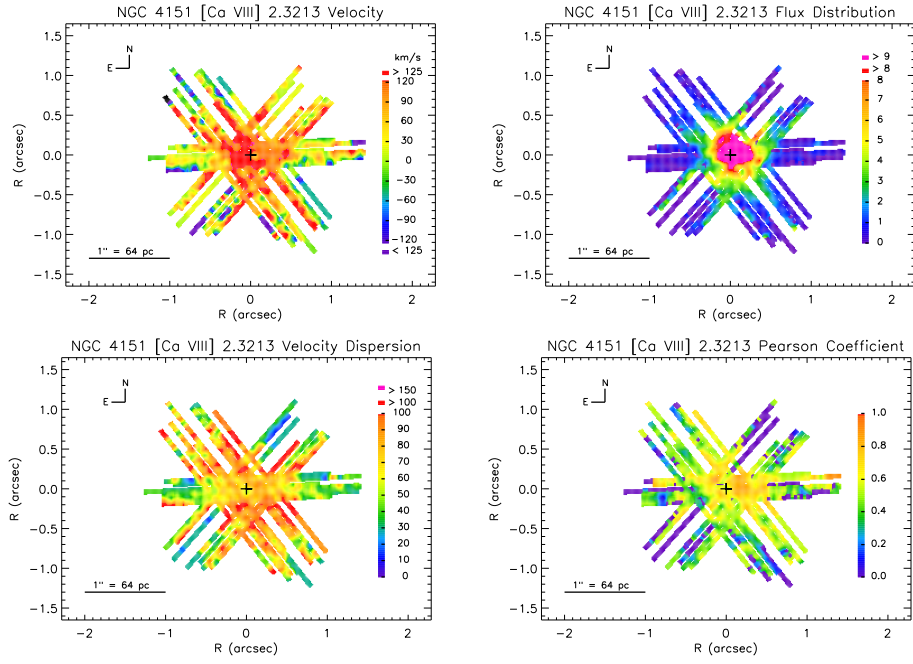 NGC 4151 [Ca VIII] 2.3213 Velocity
N
E
km/s
> 125
120
90
60
30
0
−30
−60
−90
−120
< 125
1.5
1.0
0.5
0.0
−0.5
−1.0
−1.5
R (arcsec)
1" = 64 pc
−2 −1 0 1 2
R (arcsec)
NGC 4151 [Ca VIII] 2.3213 Flux Distribution
N
E
> 9
> 8
8
7
6
5
4
3
2
1
0
1.5
1.0
0.5
0.0
−0.5
−1.0
−1.5
R (arcsec)
1" = 64 pc
−2 −1 0 1 2
R (arcsec)
NGC 4151 [Ca VIII] 2.3213 Velocity Dispersion
N
E
> 150
> 100
100
90
80
70
60
50
40
30
20
10
0
1.5
1.0
0.5
0.0
−0.5
−1.0
−1.5
R (arcsec)
1" = 64 pc
−2 −1 0 1 2
R (arcsec)
NGC 4151 [Ca VIII] 2.3213 Pearson Coefficient
N
E
1.0
0.8
0.6
0.4
0.2
0.0
1.5
1.0
0.5
0.0
−0.5
−1.0
−1.5
R (arcsec)
1" = 64 pc
−2 −1 0 1 2
R (arcsec)